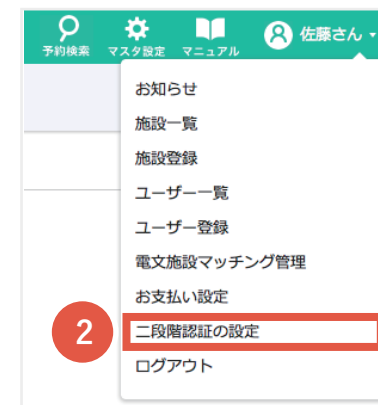 予約検索 マスタ設定 マニュアル 佐藤さん
お知らせ
施設一覧
施設登録
ユーザー一覧
ユーザー登録
電文施設マッチング管理
お支払い設定
2 二段階認証の設定
ログアウト